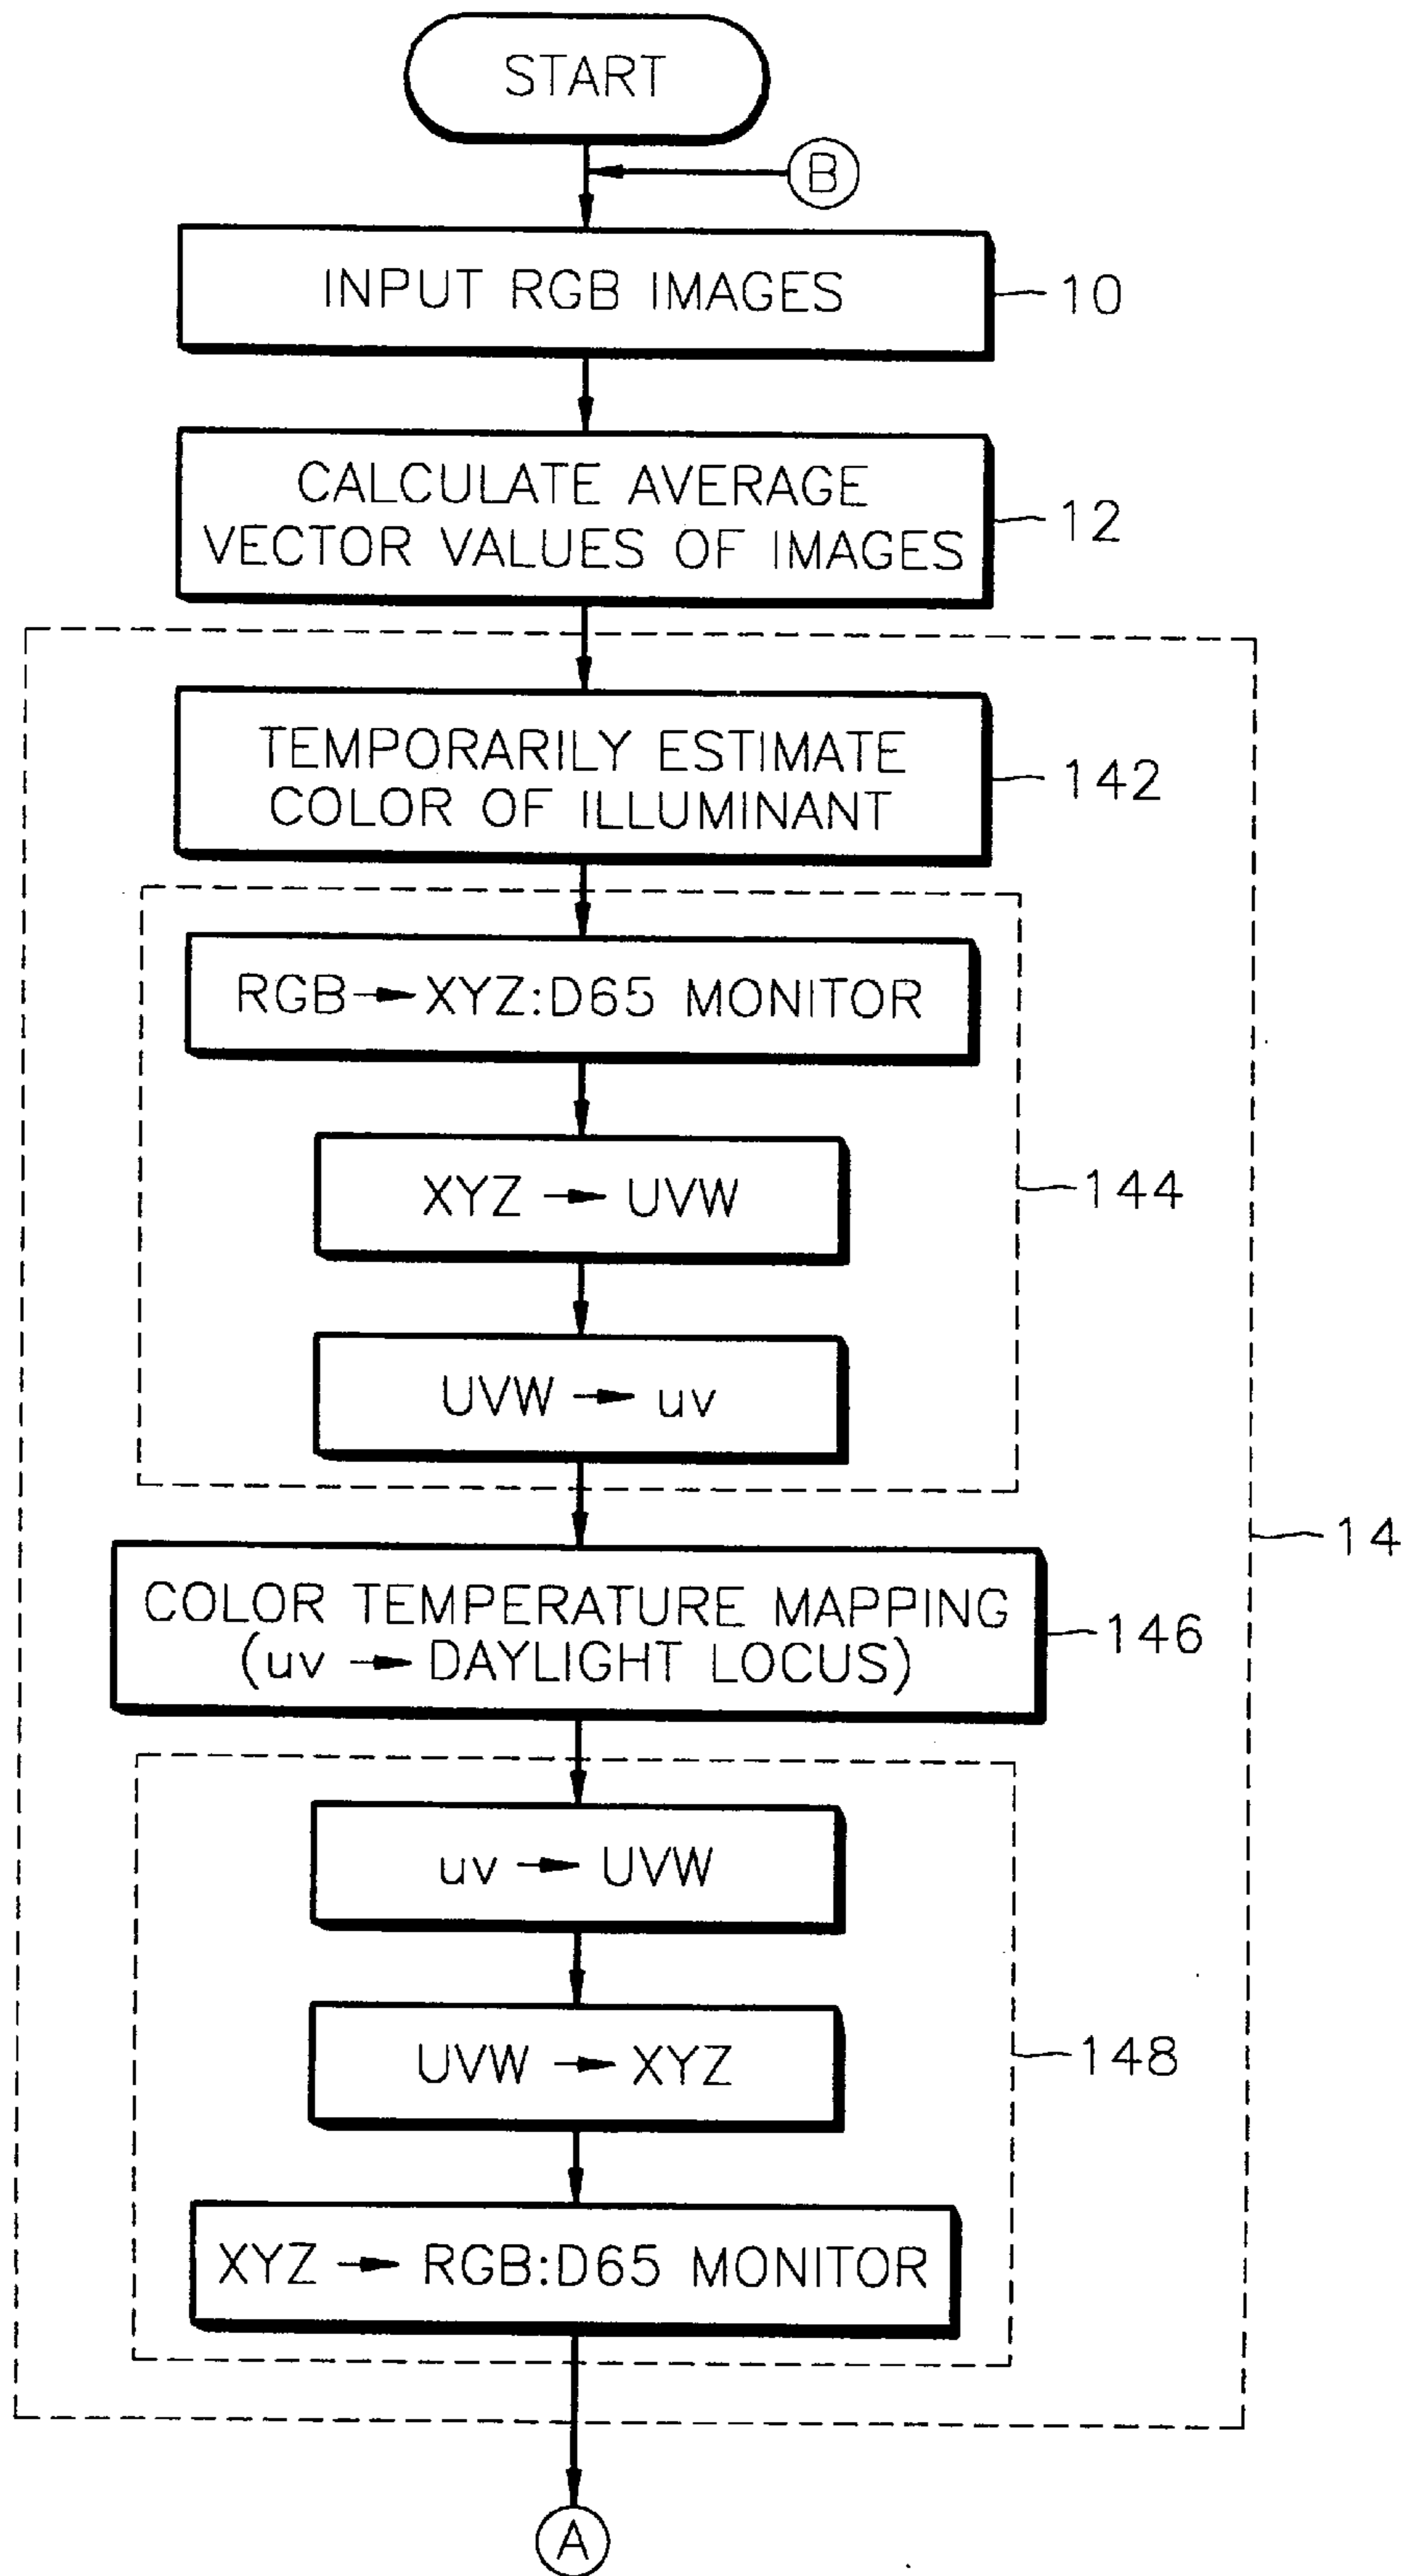 START
B
INPUT RGB IMAGES
10
CALCULATE AVERAGE
VECTOR VALUES OF IMAGES
12
TEMPORARILY ESTIMATE
COLOR OF ILLUMINANT
142
RGB → XYZ:D65 MONITOR
XYZ → UVW
144
UVW → uv
14
COLOR TEMPERATURE MAPPING
(uv → DAYLIGHT LOCUS)
146
uv → UVW
UVW → XYZ
148
XYZ → RGB:D65 MONITOR
A